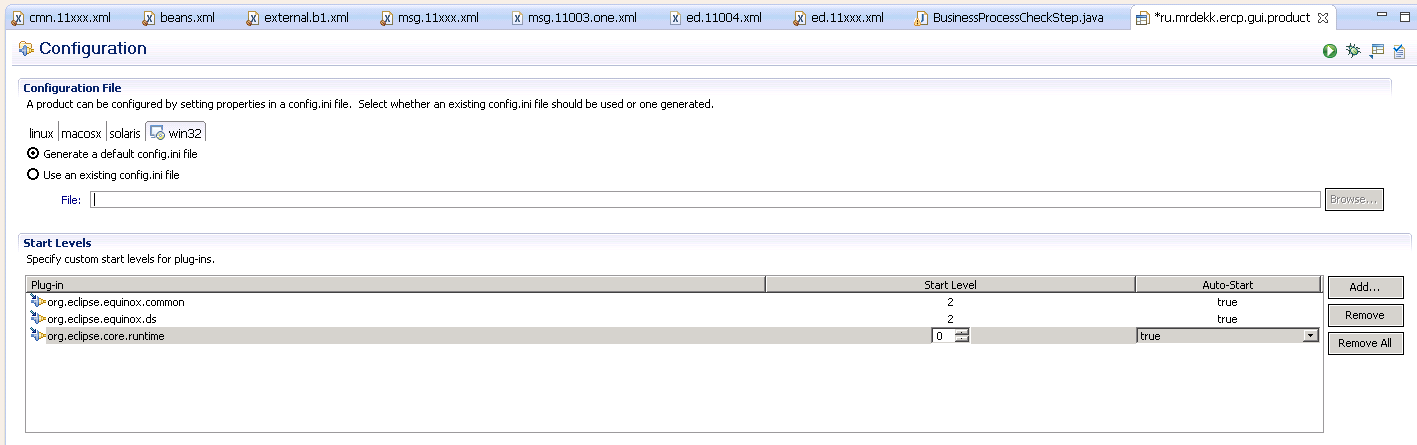 cmn.11xxx.xml beans.xml external.b1.xml msg.11xxx.xml msg.11003.one.xml ed.11004.xml ed.11xxx.xml BusinessProcessCheckStep.java *ru.mrdekk.ercp.gui.product
Configuration
Configuration File
A product can be configured by setting properties in a config.ini file. Select whether an existing config.ini file should be used or one generated.
linux macosx solaris win32
Generate a default config.ini file
Use an existing config.ini file
File: Browse...
Start Levels
Specify custom start levels for plug-ins.
Plug-in Start Level Auto-Start Add...
org.eclipse.equinox.common 2 true
org.eclipse.equinox.ds 2 true Remove
org.eclipse.core.runtime 0 true Remove All